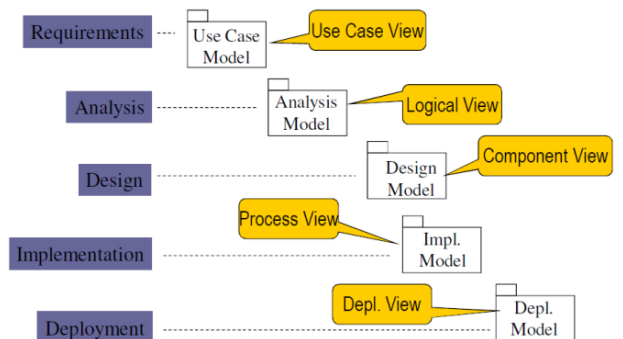 Requirements
Use Case
Model
Use Case View
Analysis
Analysis
Model
Logical View
Design
Design
Model
Component View
Process View
Implementation
Impl.
Model
Depl. View
Deployment
Depl.
Model